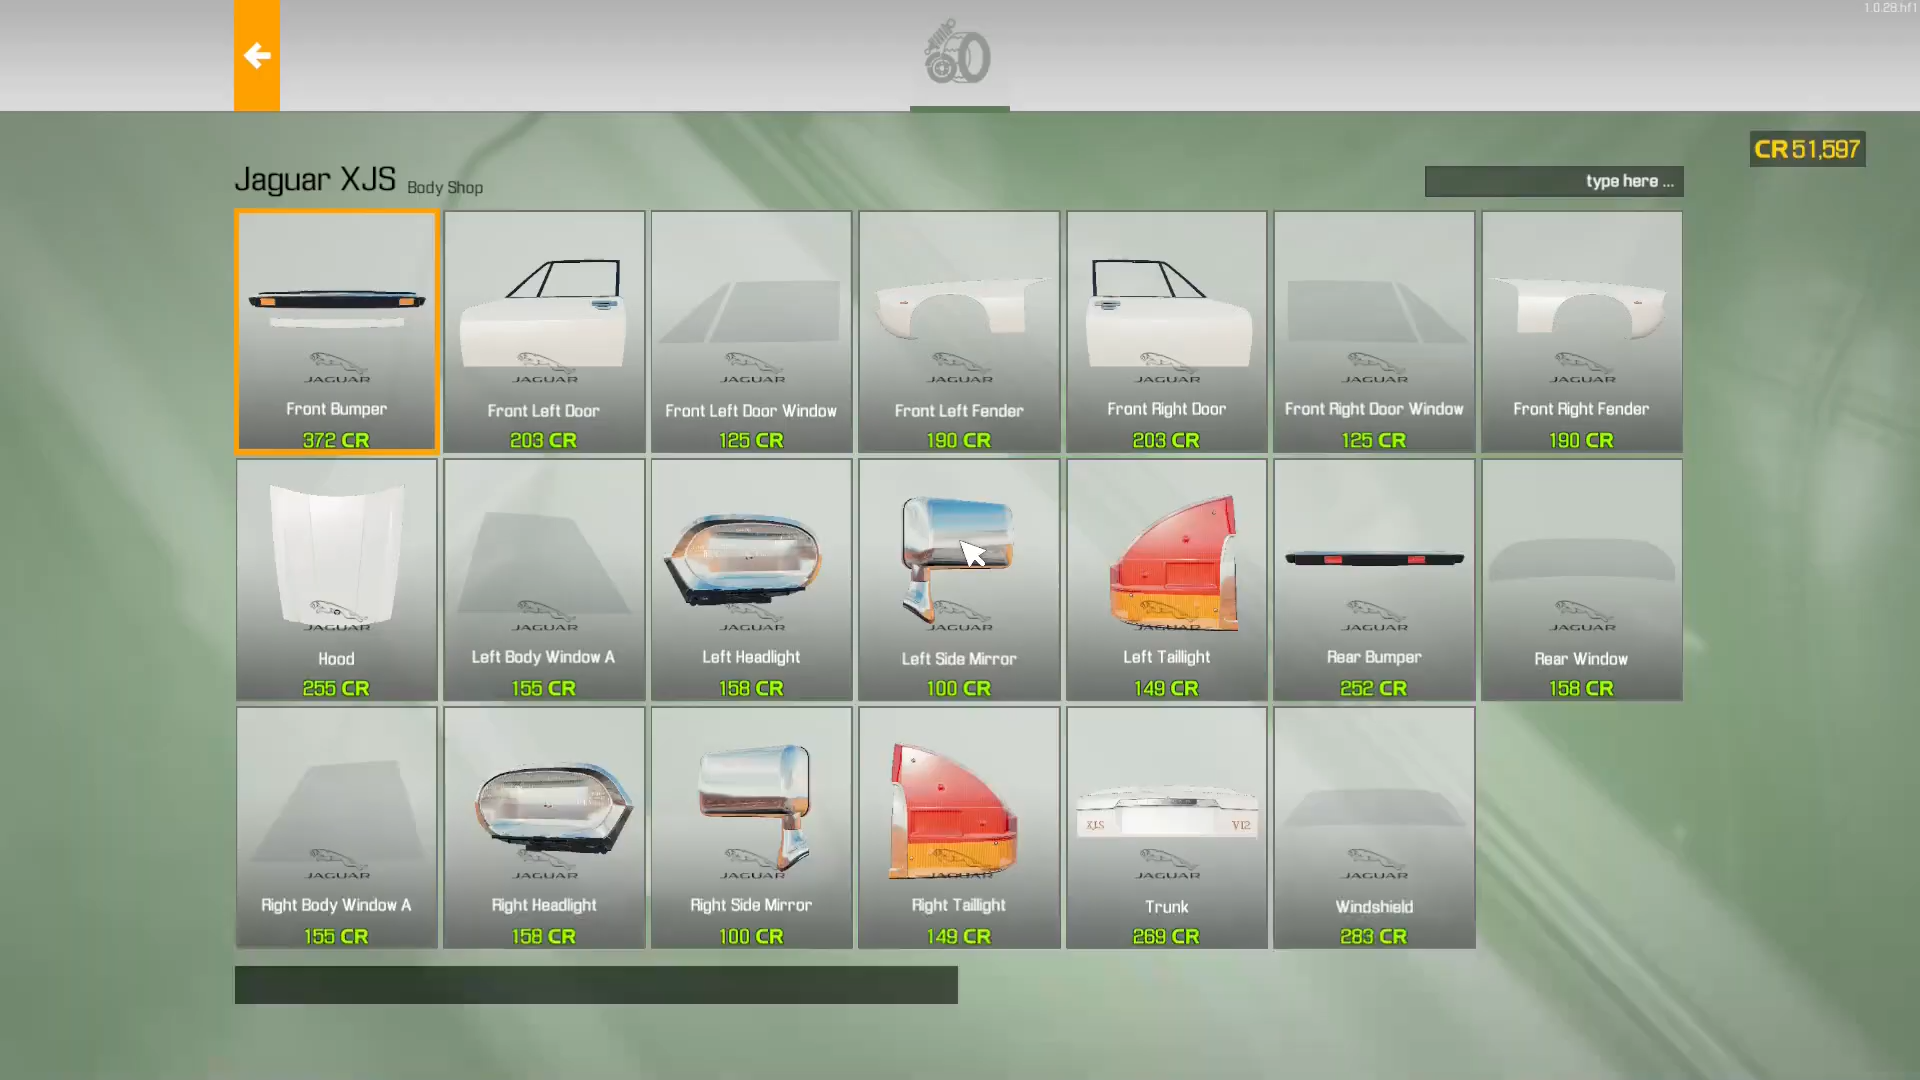 1.0.28.hf1
CR 51,597
Jaguar XJS Body Shop
type here ...
JAGUAR JAGUAR JAGUAR JAGUAR JAGUAR JAGUAR JAGUAR
Front Bumper Front Left Door Front Left Door Window Front Left Fender Front Right Door Front Right Door Window Front Right Fender
372 CR 203 CR 125 CR 190 CR 203 CR 125 CR 190 CR
JAGUAR JAGUAR JAGUAR JAGUAR JAGUAR JAGUAR JAGUAR
Hood Left Body Window A Left Headlight Left Side Mirror Left Taillight Rear Bumper Rear Window
255 CR 155 CR 158 CR 100 CR 149 CR 252 CR 158 CR
XJS V12
JAGUAR JAGUAR JAGUAR JAGUAR JAGUAR JAGUAR
Right Body Window A Right Headlight Right Side Mirror Right Taillight Trunk Windshield
155 CR 158 CR 100 CR 149 CR 269 CR 283 CR